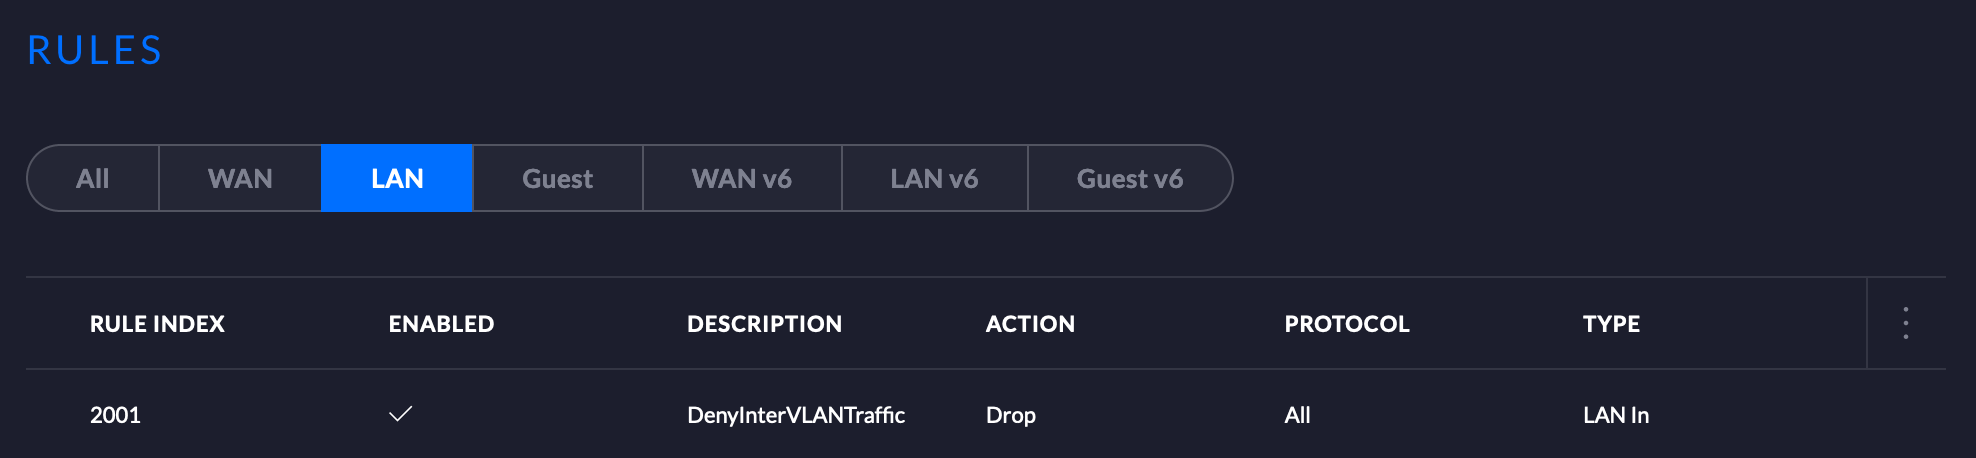 RULES
All WAN LAN Guest WAN v6 LAN v6 Guest v6
RULE INDEX ENABLED DESCRIPTION ACTION PROTOCOL TYPE
2001 DenyInterVLANTraffic Drop All LAN In